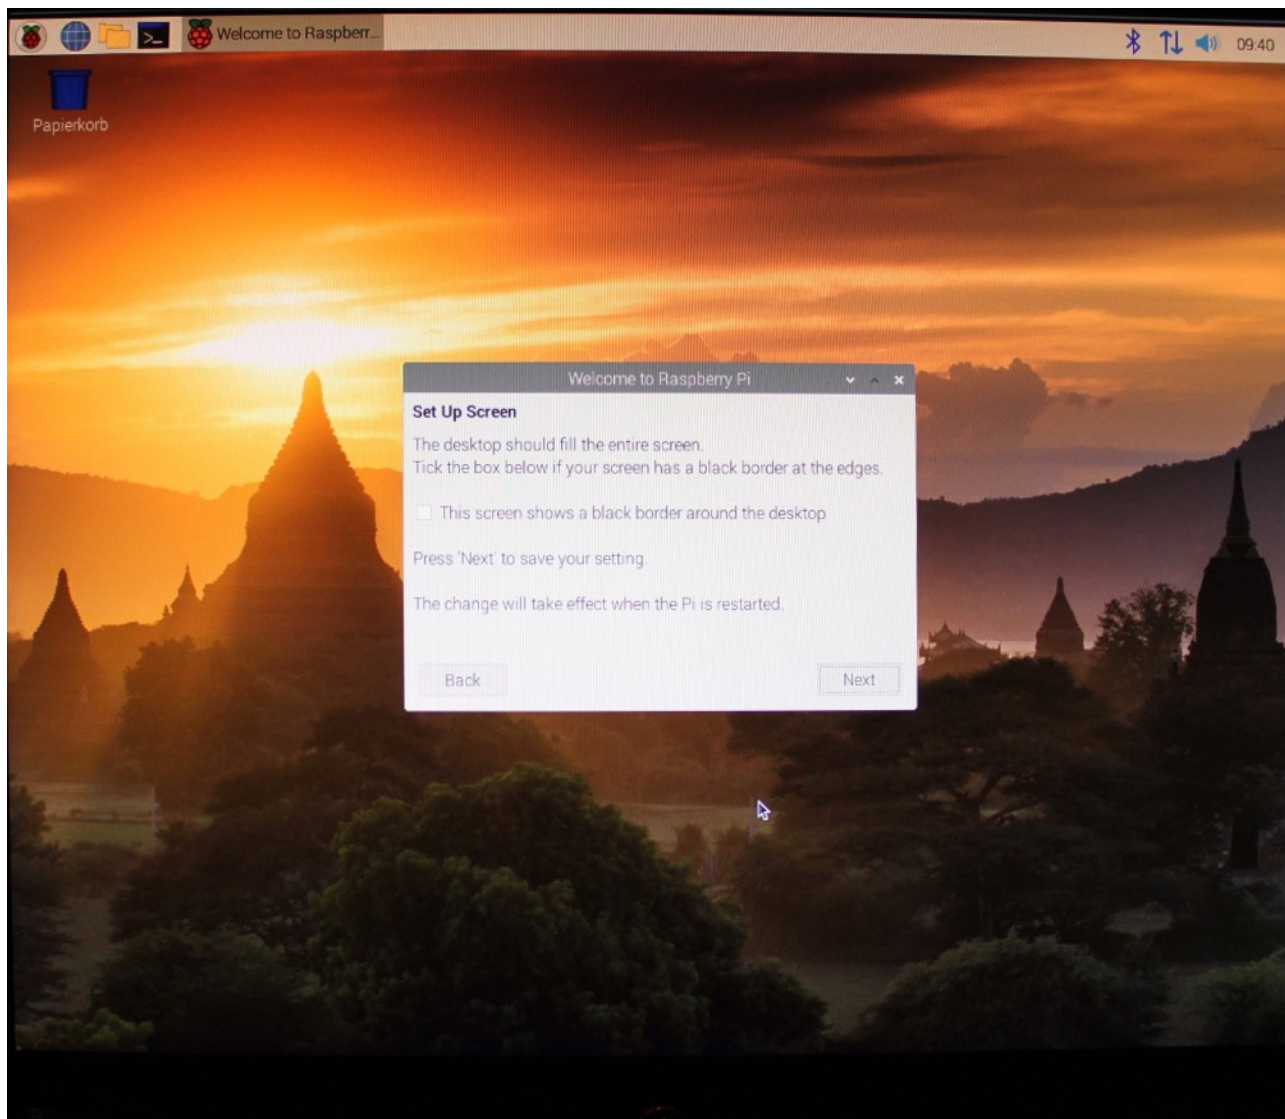 Welcome to Raspberr...
09:40
Papierkorb
Welcome to Raspberry Pi
Set Up Screen
The desktop should fill the entire screen.
Tick the box below if your screen has a black border at the edges.
This screen shows a black border around the desktop
Press 'Next' to save your setting.
The change will take effect when the Pi is restarted.
Back
Next